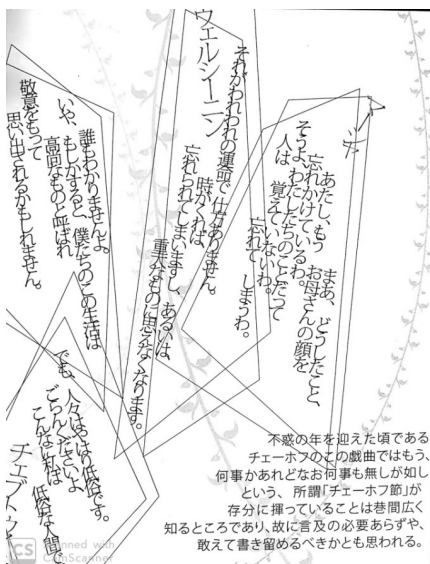 マーシャ
まあ、どうしたこと、
お母さんの顔を
あたし、もう
忘れかけているわ。
そうよ、わたしたちのことだって
人は 覚えていないわ。
忘れて しまうわ。
ヴェルシーニン
それがわれわれの運命で仕方ありません。
時がくれば、
忘れられてしまいますし、あるいは、
重大なものに思えなくなります。
誰もわかりませんよ。
いや、もしかすると、僕たちのこの生活は
高尚なものと呼ばれ
敬意をもって
思い出されるかもしれません。
でも、人々はやはり低俗です。
ごらんくださいよ
こんなに私は 低俗な人間で
チェブトゥ
不惑の年を迎えた頃である
チェーホフのこの戯曲ではもう、
何事かあれどなお何事も無しが如し
という、 所謂「チェーホフ節」が
存分に揮っていることは巷間広く
知るところであり、故に言及の必要あらずや、
敢えて書き留めるべきかとも思われる。
CS Scanned with
CamScanner